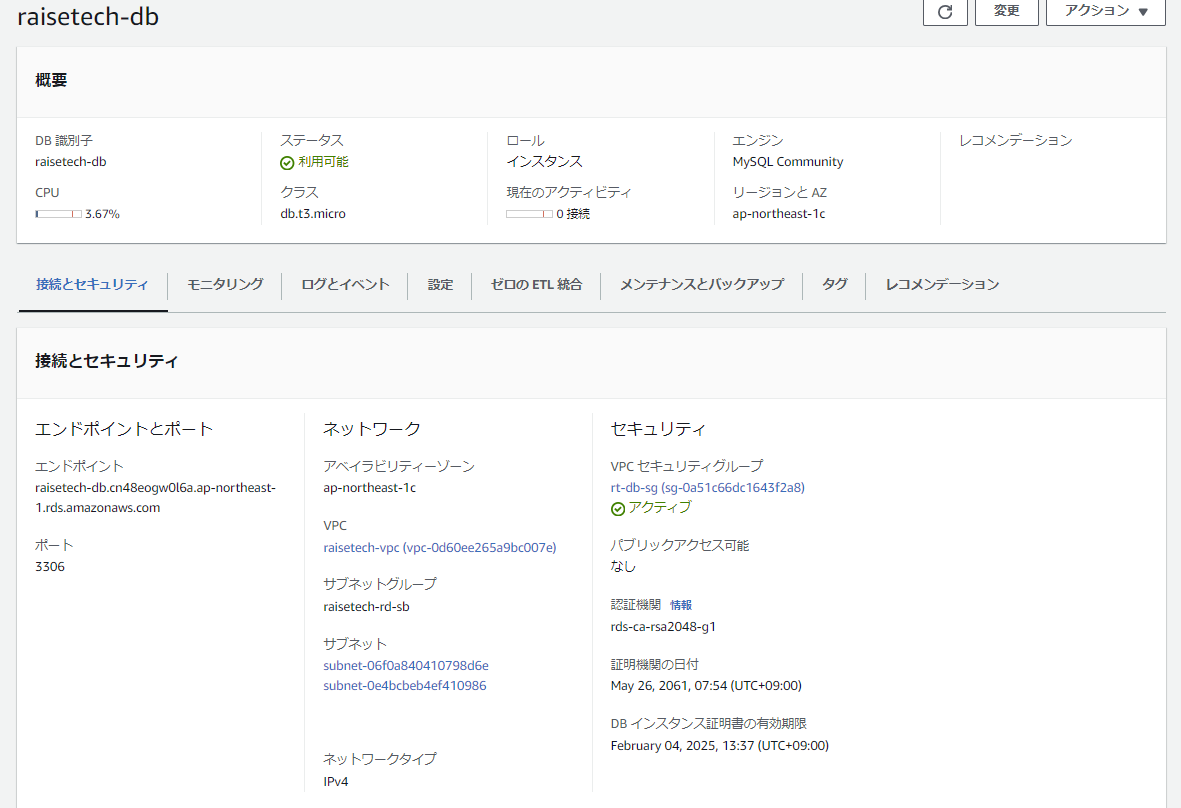 raisetech-db
変更
アクション ▼
概要
DB 識別子
raisetech-db
ステータス
利用可能
ロール
インスタンス
エンジン
MySQL Community
レコメンデーション
CPU
3.67%
クラス
db.t3.micro
現在のアクティビティ
0 接続
リージョンと AZ
ap-northeast-1c
接続とセキュリティ
モニタリング
ログとイベント
設定
ゼロの ETL 統合
メンテナンスとバックアップ
タグ
レコメンデーション
接続とセキュリティ
エンドポイントとポート
エンドポイント
raisetech-db.cn48eogw0l6a.ap-northeast-
1.rds.amazonaws.com
ポート
3306
ネットワーク
アベイラビリティーゾーン
ap-northeast-1c
VPC
raisetech-vpc (vpc-0d60ee265a9bc007e)
サブネットグループ
raisetech-rd-sb
サブネット
subnet-06f0a840410798d6e
subnet-0e4bcbeb4ef410986
ネットワークタイプ
IPv4
セキュリティ
VPC セキュリティグループ
rt-db-sg (sg-0a51c66dc1643f2a8)
アクティブ
パブリックアクセス可能
なし
認証機関 情報
rds-ca-rsa2048-g1
証明機関の日付
May 26, 2061, 07:54 (UTC+09:00)
DB インスタンス証明書の有効期限
February 04, 2025, 13:37 (UTC+09:00)